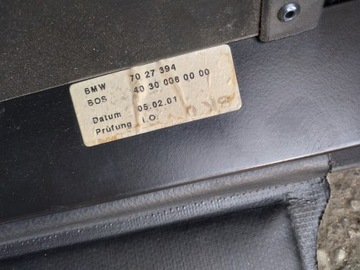 BMW 70 27 394
BOS 40 30 006 00 00
Datum 05.02.01
Prüfung I.O.